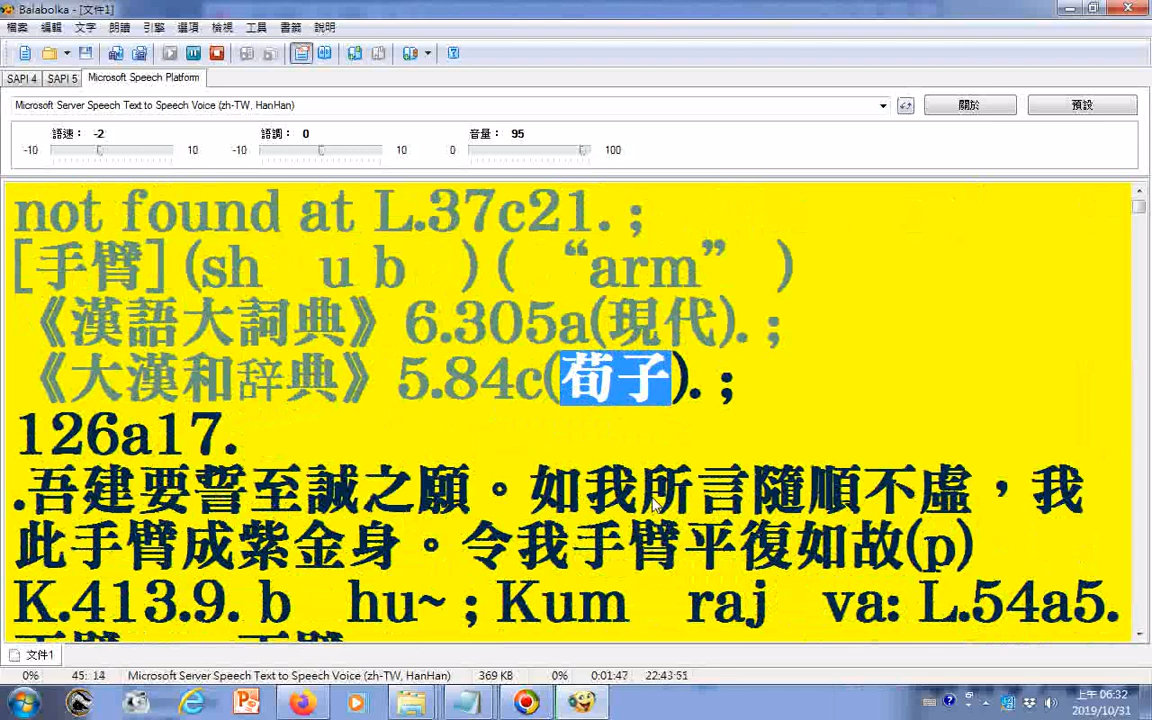 Balabolka - [文件1]
檔案 編輯 文字 朗讀 引擎 選項 檢視 工具 書籤 說明
SAPI 4 SAPI 5 Microsoft Speech Platform
Microsoft Server Speech Text to Speech Voice (zh-TW, HanHan) 關於 預設
語速： -2 語調： 0 音量： 95
-10 10 -10 10 0 100
not found at L.37c21. ;
[手臂] (sh u b ) ( “arm” )
《漢語大詞典》 6.305a(現代). ;
《大漢和辞典》 5.84c(荀子). ;
126a17.
.吾建要誓至誠之願。如我所言隨順不虛，我
此手臂成紫金身。令我手臂平復如故(p)
K.413.9. b hu~ ; Kum raj va: L.54a5.
文件1
0% 45: 14 Microsoft Server Speech Text to Speech Voice (zh-TW, HanHan) 369 KB 0% 0:01:47 22:43:51
上午 06:32
2019/10/31